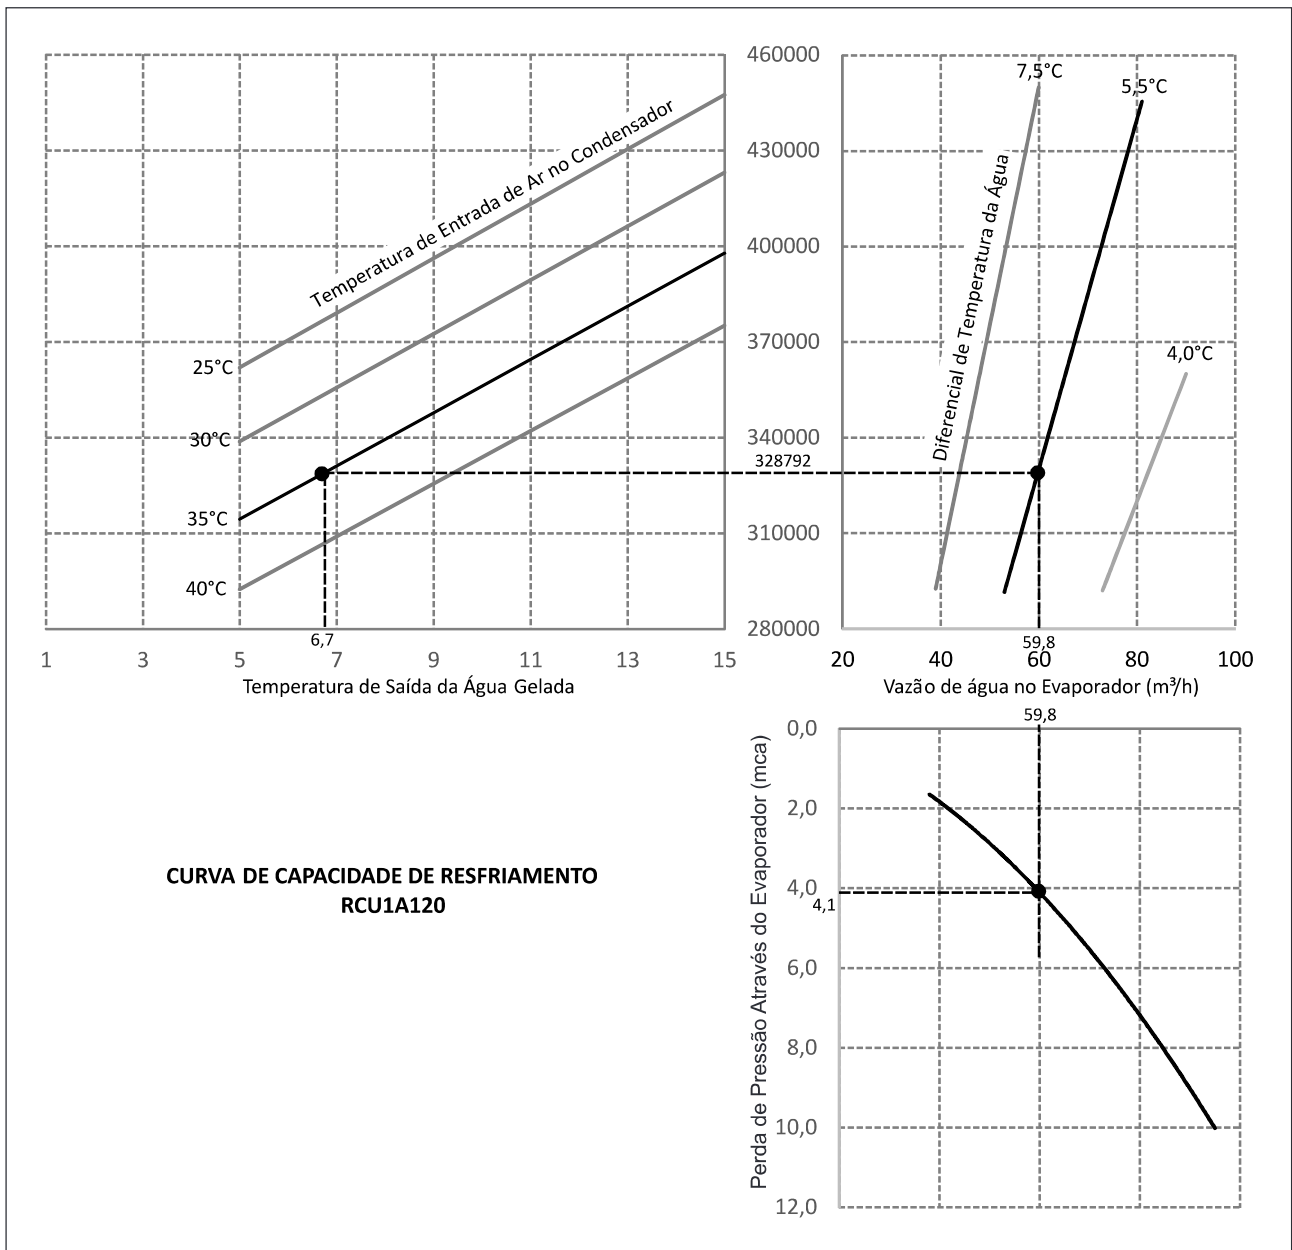 460000
430000
400000
370000
340000
328792
310000
280000
Temperatura de Entrada de Ar no Condensador
25°C
30°C
35°C
40°C
6,7
1 3 5 7 9 11 13 15
Temperatura de Saída da Água Gelada
7,5°C
5,5°C
4,0°C
Diferencial de Temperatura da Água
59,8
20 40 60 80 100
Vazão de água no Evaporador (m³/h)
59,8
0,0
2,0
4,0
4,1
6,0
8,0
10,0
12,0
Perda de Pressão Através do Evaporador (mca)
CURVA DE CAPACIDADE DE RESFRIAMENTO
RCU1A120